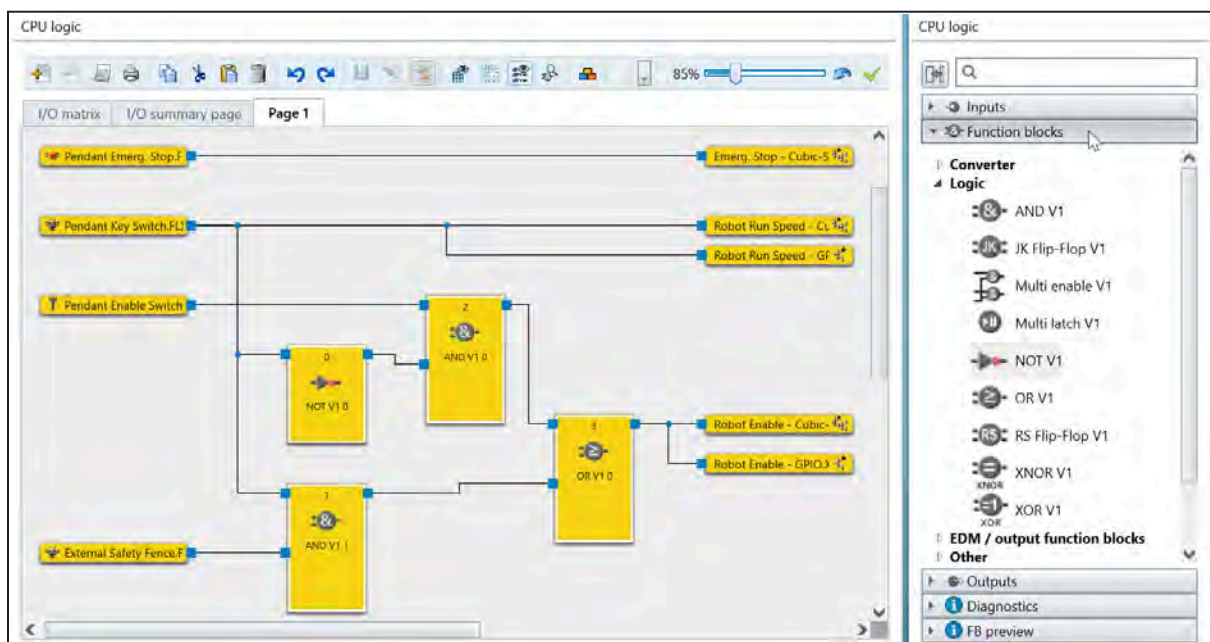 CPU logic
85%
I/O matrix
I/O summary page
Page 1
Pendant Emerg. Stop.F
Emerg. Stop - Cubic-S
Pendant Key Switch.FL
Robot Run Speed - Cu
Robot Run Speed - GP
Pendant Enable Switch
2
&
AND V1 0
0
NOT V1 0
3
≥
OR V1 0
Robot Enable - Cubic-
Robot Enable - GPIO.X
1
&
AND V1 1
External Safety Fence.F
CPU logic
Inputs
Function blocks
Converter
Logic
& AND V1
JK JK Flip-Flop V1
Multi enable V1
Multi latch V1
NOT V1
≥ OR V1
RS RS Flip-Flop V1
= XNOR V1
XNOR
=1 XOR V1
XOR
EDM / output function blocks
Other
Outputs
i Diagnostics
i FB preview